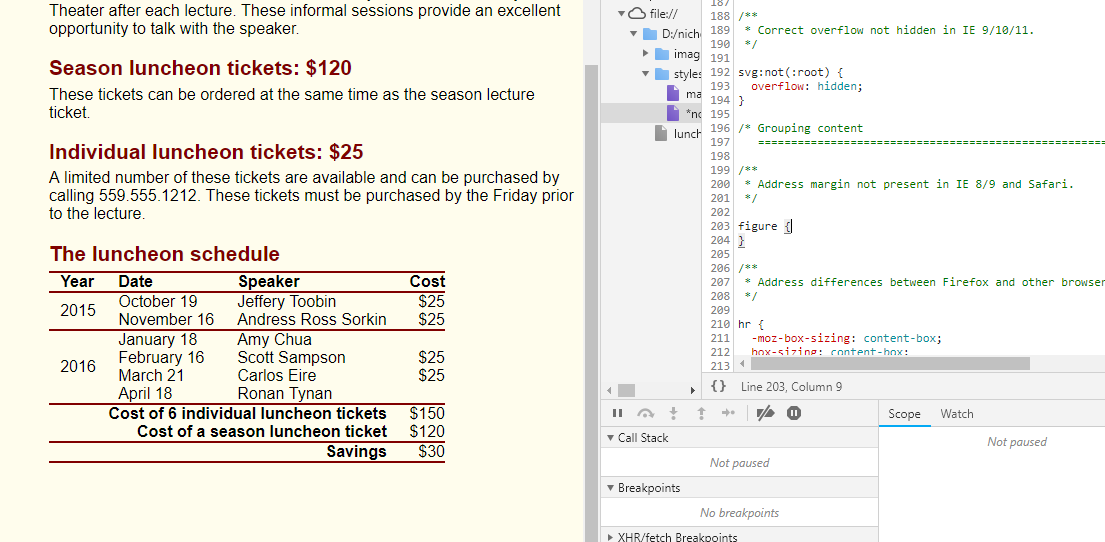 Theater after each lecture. These informal sessions provide an excellent
opportunity to talk with the speaker.
Season luncheon tickets: $120
These tickets can be ordered at the same time as the season lecture
ticket.
Individual luncheon tickets: $25
A limited number of these tickets are available and can be purchased by
calling 559.555.1212. These tickets must be purchased by the Friday prior
to the lecture.
The luncheon schedule
Year Date Speaker Cost
2015 October 19 Jeffery Toobin $25
November 16 Andress Ross Sorkin $25
2016 January 18 Amy Chua
February 16 Scott Sampson $25
March 21 Carlos Eire $25
April 18 Ronan Tynan
Cost of 6 individual luncheon tickets $150
Cost of a season luncheon ticket $120
Savings $30
file://
D:/nich
imag
styles
ma
*no
lunch
187
188 /**
189 * Correct overflow not hidden in IE 9/10/11.
190 */
191
192 svg:not(:root) {
193 overflow: hidden;
194 }
195
196 /* Grouping content
197 ==================================================
198
199 /**
200 * Address margin not present in IE 8/9 and Safari.
201 */
202
203 figure {
204 }
205
206 /**
207 * Address differences between Firefox and other browser
208 */
209
210 hr {
211 -moz-box-sizing: content-box;
212 box-sizing: content-box;
213
{} Line 203, Column 9
Scope Watch
Not paused
Call Stack
Not paused
Breakpoints
No breakpoints
XHR/fetch Breakpoints